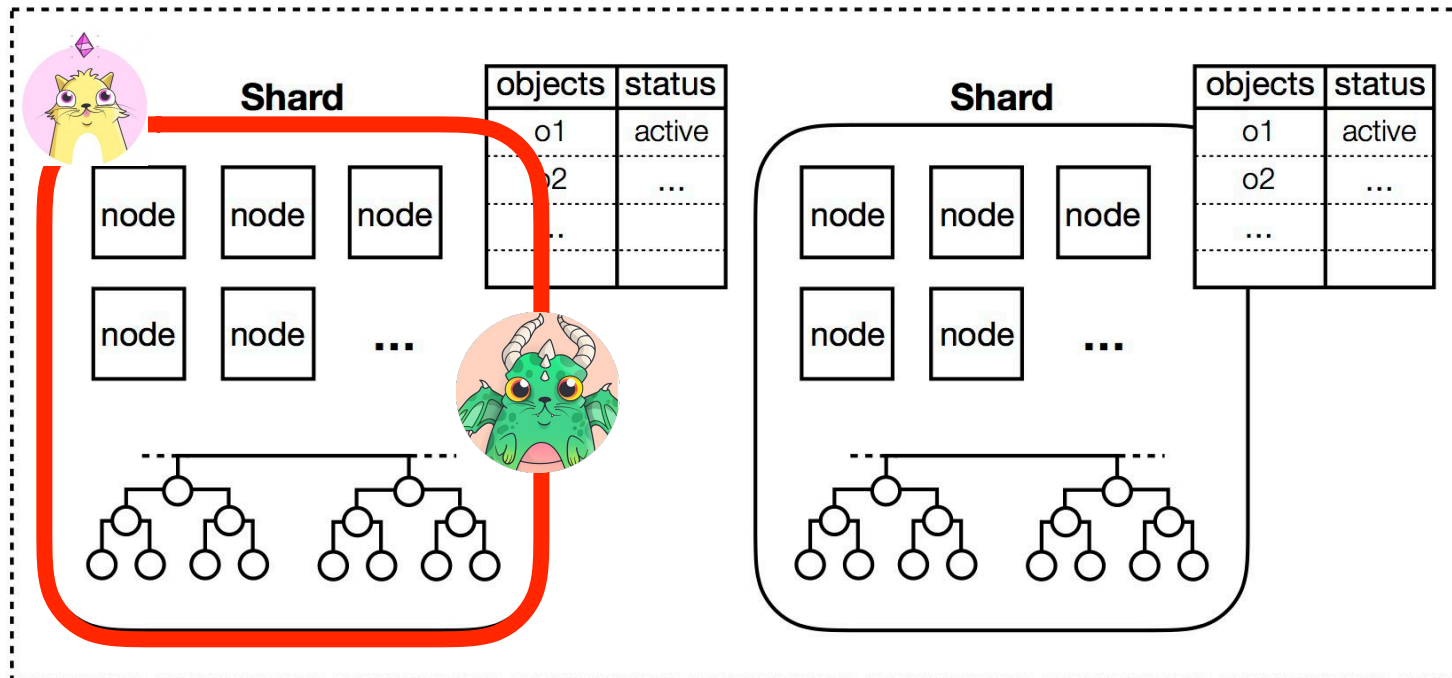 Shard
objects status
o1 active
o2 ...
...
node node node
node node ...
Shard
objects status
o1 active
o2 ...
...
node node node
node node ...